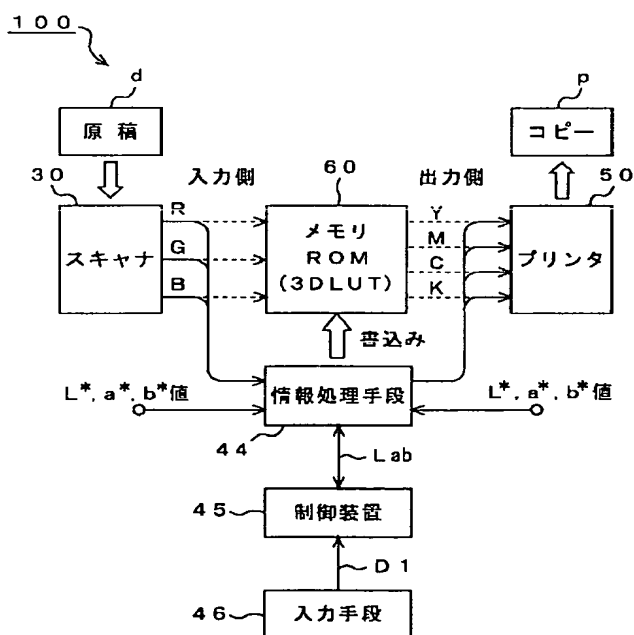 100
d
原稿
p
コピー
30
入力側
60
出力側
50
スキャナ
R
G
B
メモリ
ROM
(3DLUT)
Y
M
C
K
プリンタ
書込み
L*, a*, b*値
情報処理手段
L*, a*, b*値
44
Lab
45
制御装置
D1
46
入力手段